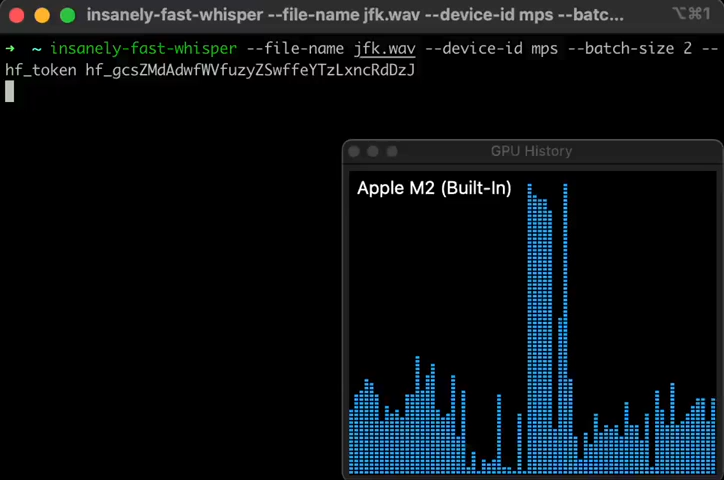 insanely-fast-whisper --file-name jfk.wav --device-id mps --batc...
⌥⌘1
➜ ~ insanely-fast-whisper --file-name jfk.wav --device-id mps --batch-size 2 --
hf_token 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
GPU History
Apple M2 (Built-In)